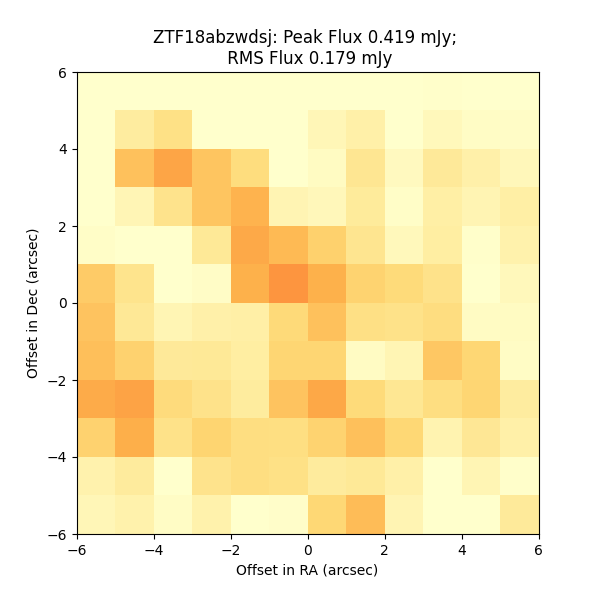 ZTF18abzwdsj: Peak Flux 0.419 mJy;
RMS Flux 0.179 mJy
6
4
2
0
−2
−4
−6
Offset in Dec (arcsec)
−6 −4 −2 0 2 4 6
Offset in RA (arcsec)